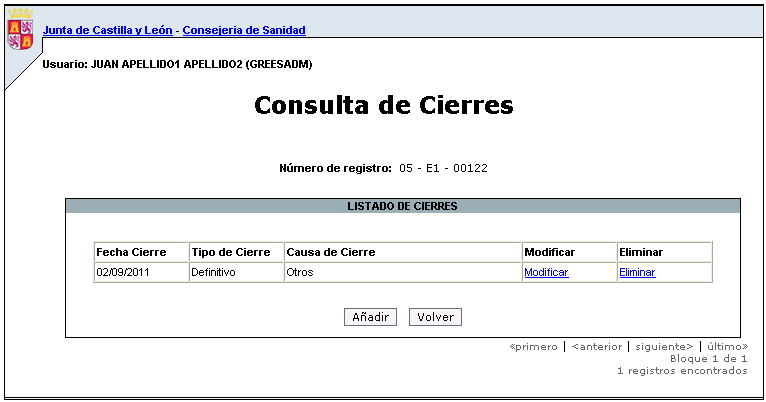 Junta de Castilla y León - Consejeria de Sanidad
Usuario: JUAN APELLIDO1 APELLIDO2 (GREESADM)
Consulta de Cierres
Número de registro: 05 - E1 - 00122
LISTADO DE CIERRES
Fecha Cierre Tipo de Cierre Causa de Cierre Modificar Eliminar
02/09/2011 Definitivo Otros Modificar Eliminar
Añadir Volver
«primero | <anterior | siguiente> | último»
Bloque 1 de 1
1 registros encontrados